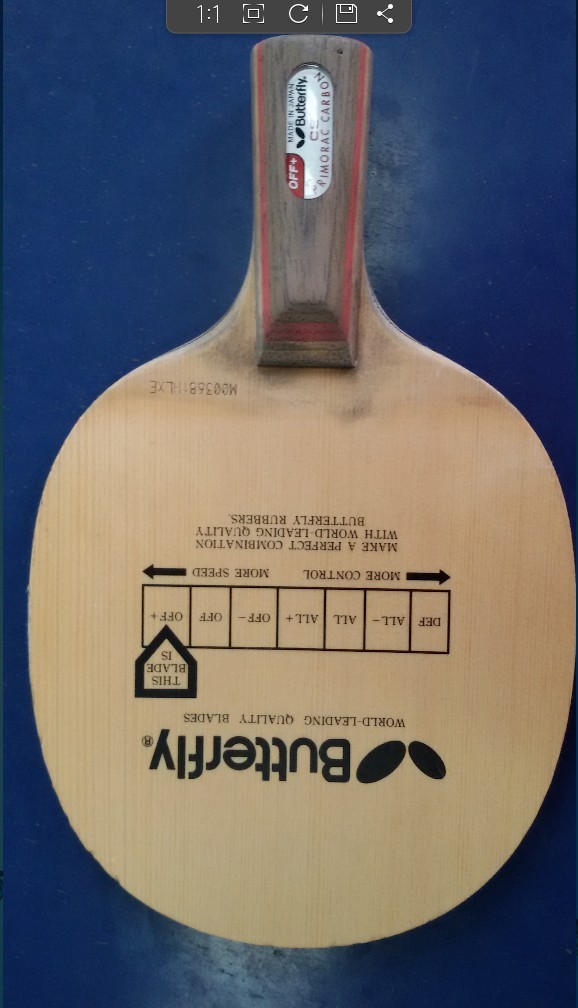 1:1
MADE IN JAPAN
Butterfly.
CS
PRIMORAC CARBON
OFF+
Butterfly®
WORLD-LEADING QUALITY BLADES
THIS
BLADE
IS
DEF ALL- ALL ALL+ OFF- OFF OFF+
MORE CONTROL MORE SPEED
MAKE A PERFECT COMBINATION
WITH WORLD-LEADING QUALITY
BUTTERFLY RUBBERS.